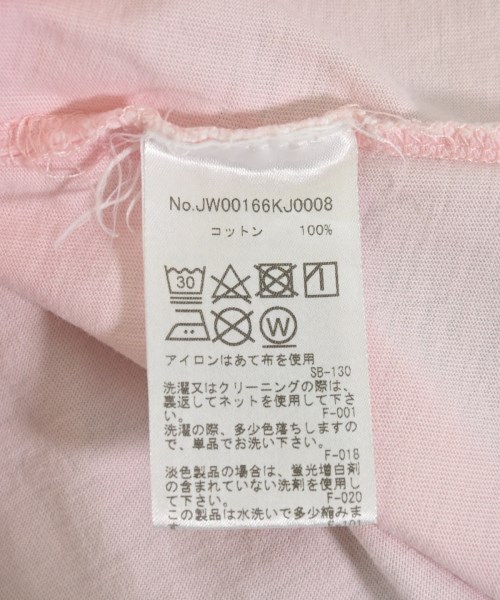 No.JW00166KJ0008
コットン 100%
30
W
アイロンはあて布を使用
SB-130
洗濯又はクリーニングの際は、
裏返してネットを使用して下さ
い。 F-001
洗濯の際、多少色落ちしますので
、単品でお洗い下さい。
F-018
淡色製品の場合は、蛍光増白剤
の含まれていない洗剤を使用し
て下さい。 F-020
この製品は水洗いで多少縮みま
す F-101